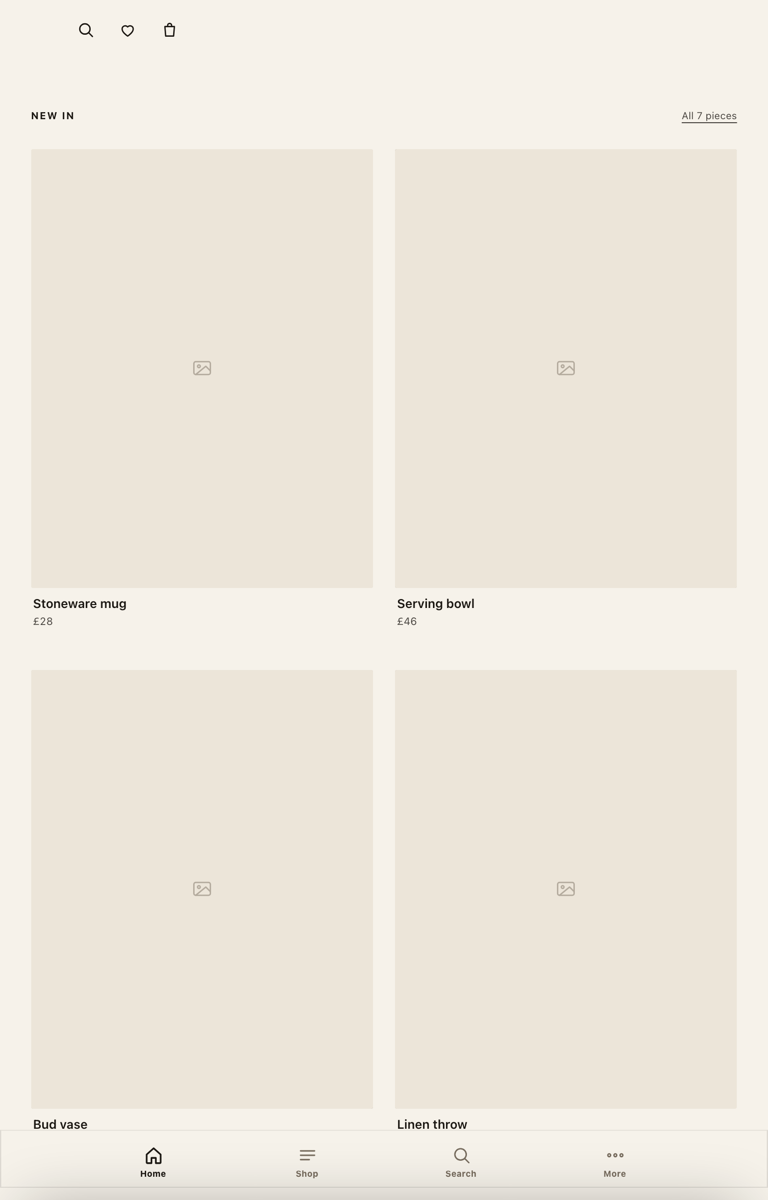 NEW IN
All 7 pieces
Stoneware mug
£28
Serving bowl
£46
Bud vase
Linen throw
Home
Shop
Search
More